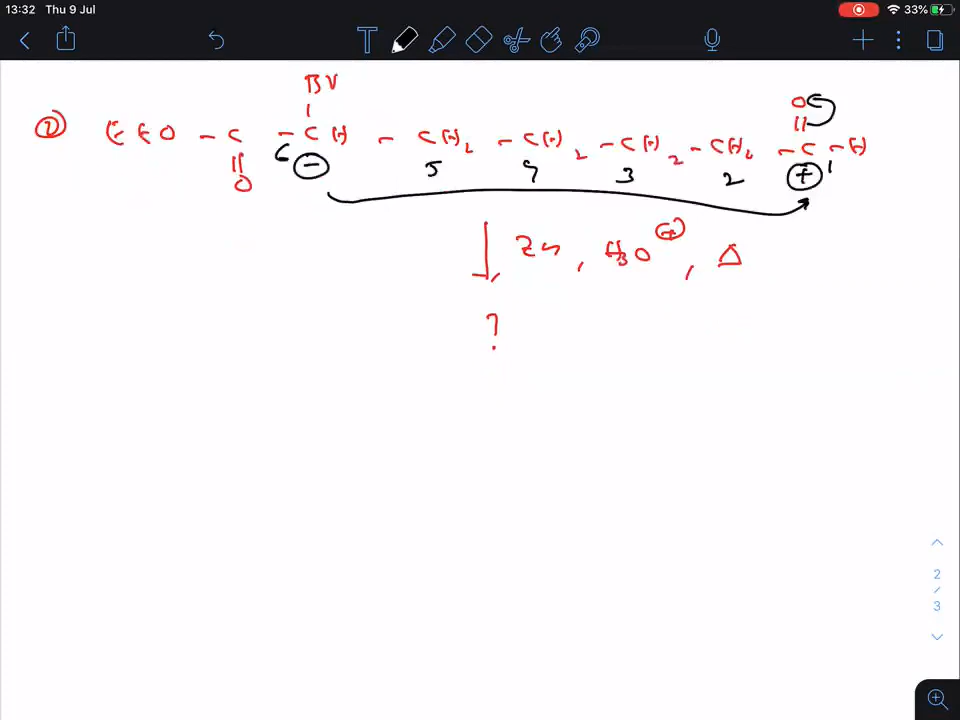 13:32 Thu 9 Jul 33%
T
Br
O
② EtO - C - CH - CH2 - CH2 - CH2 - CH2 - C - H
O 6 ⊖ 5 4 3 2 ⊕ 1
Zn, H3O⊕, Δ
?
2
/
3